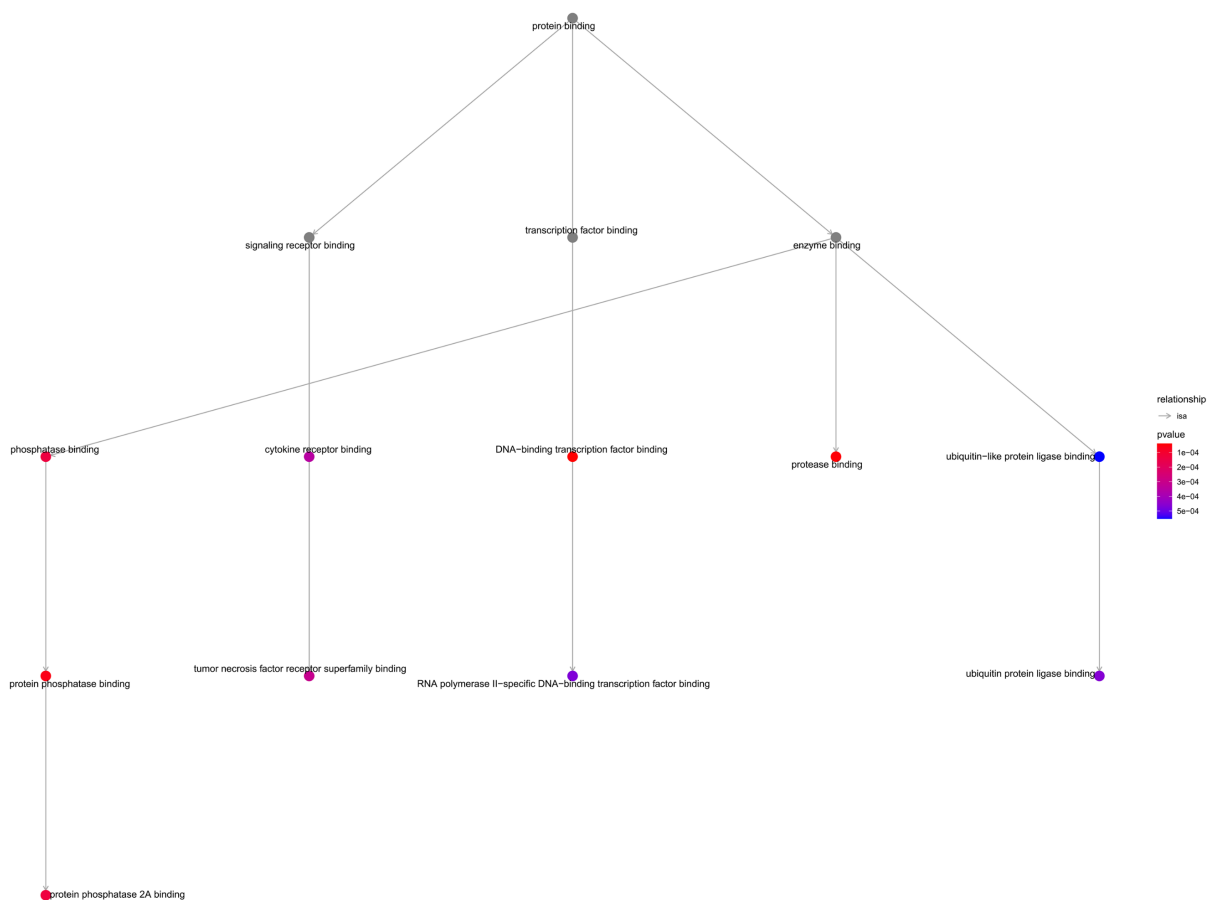 protein binding
signaling receptor binding
transcription factor binding
enzyme binding
phosphatase binding
cytokine receptor binding
DNA−binding transcription factor binding
protease binding
ubiquitin−like protein ligase binding
protein phosphatase binding
tumor necrosis factor receptor superfamily binding
RNA polymerase II−specific DNA−binding transcription factor binding
ubiquitin protein ligase binding
protein phosphatase 2A binding
relationship
isa
pvalue
1e−04
2e−04
3e−04
4e−04
5e−04